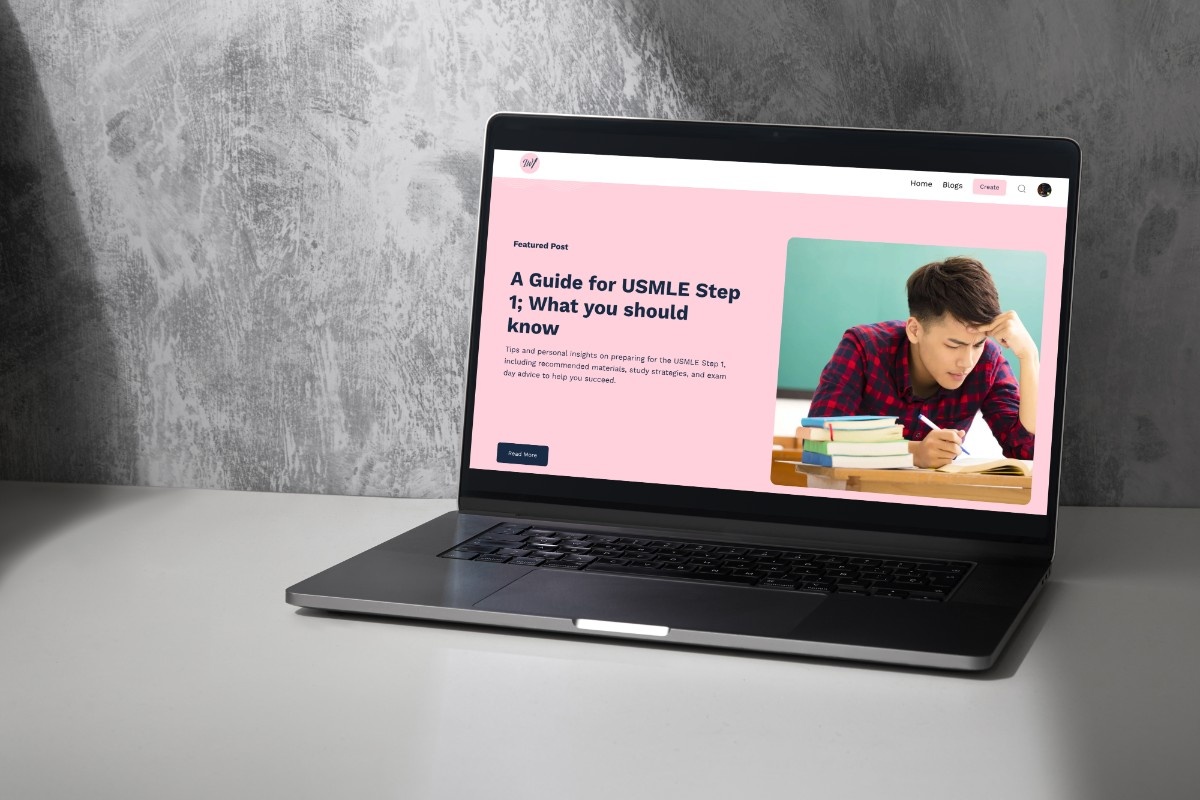 Home Blogs Create
Featured Post
A Guide for USMLE Step
1; What you should
know
Tips and personal insights on preparing for the USMLE Step 1,
including recommended materials, study strategies, and exam
day advice to help you succeed.
Read More